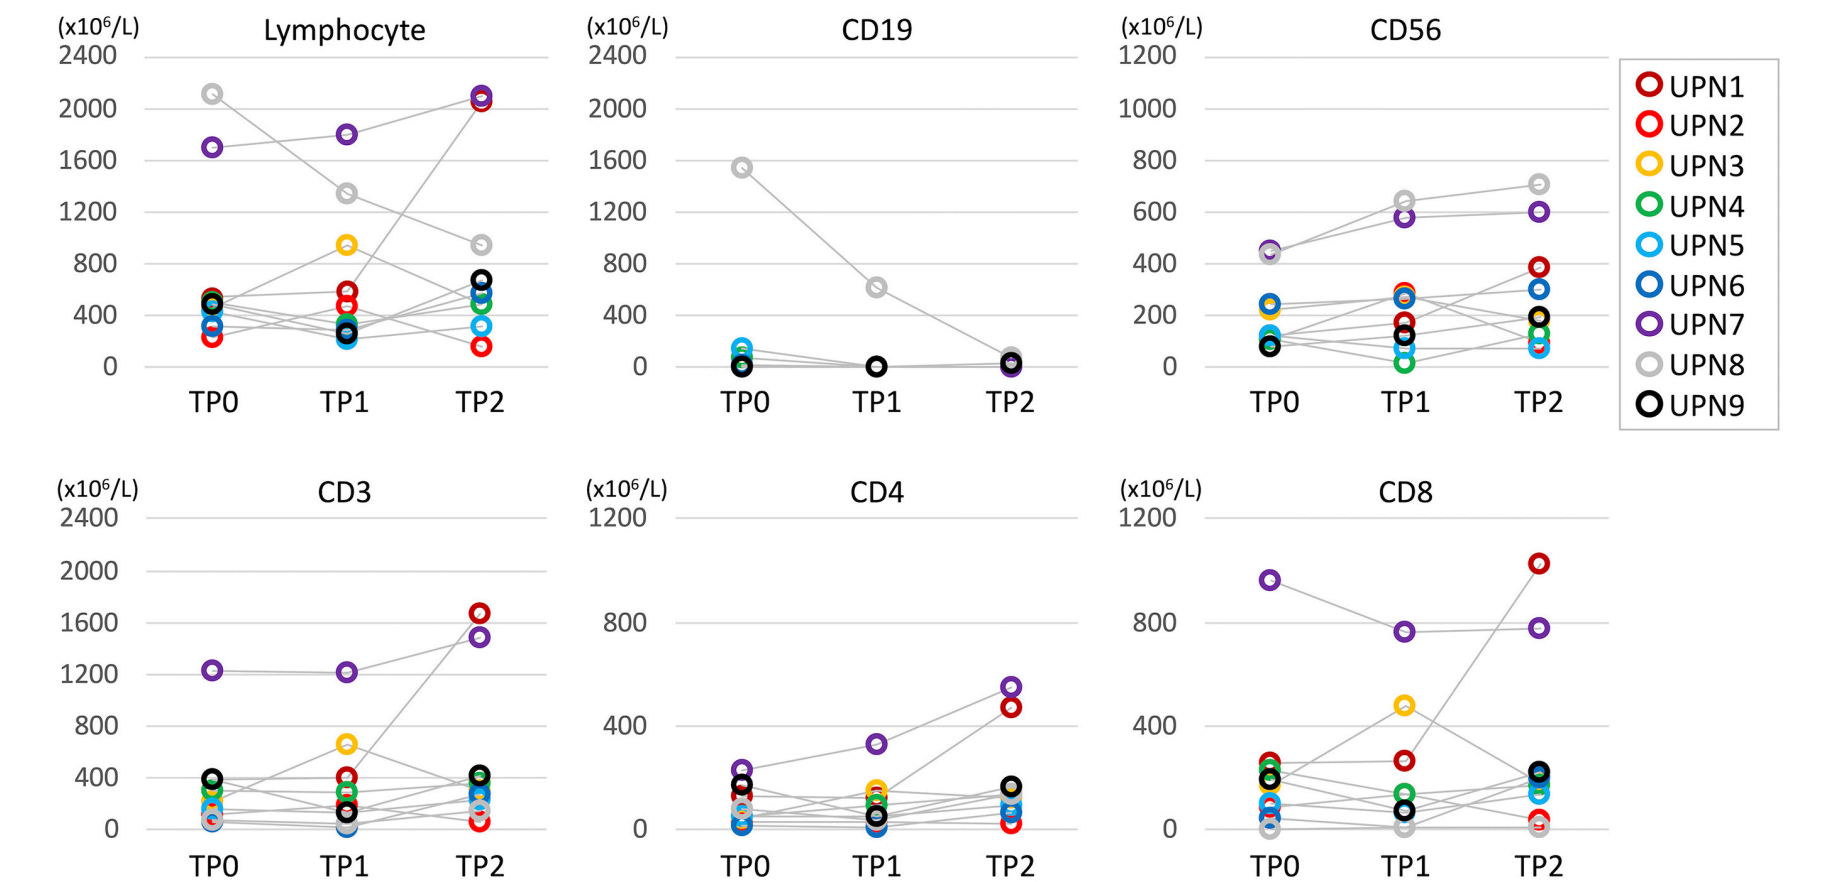 Lymphocyte
(x10⁶/L)
2400
2000
1600
1200
800
400
0
TP0 TP1 TP2
CD19
(x10⁶/L)
2400
2000
1600
1200
800
400
0
TP0 TP1 TP2
CD56
(x10⁶/L)
1200
1000
800
600
400
200
0
TP0 TP1 TP2
UPN1
UPN2
UPN3
UPN4
UPN5
UPN6
UPN7
UPN8
UPN9
CD3
(x10⁶/L)
2400
2000
1600
1200
800
400
0
TP0 TP1 TP2
CD4
(x10⁶/L)
1200
800
400
0
TP0 TP1 TP2
CD8
(x10⁶/L)
1200
800
400
0
TP0 TP1 TP2